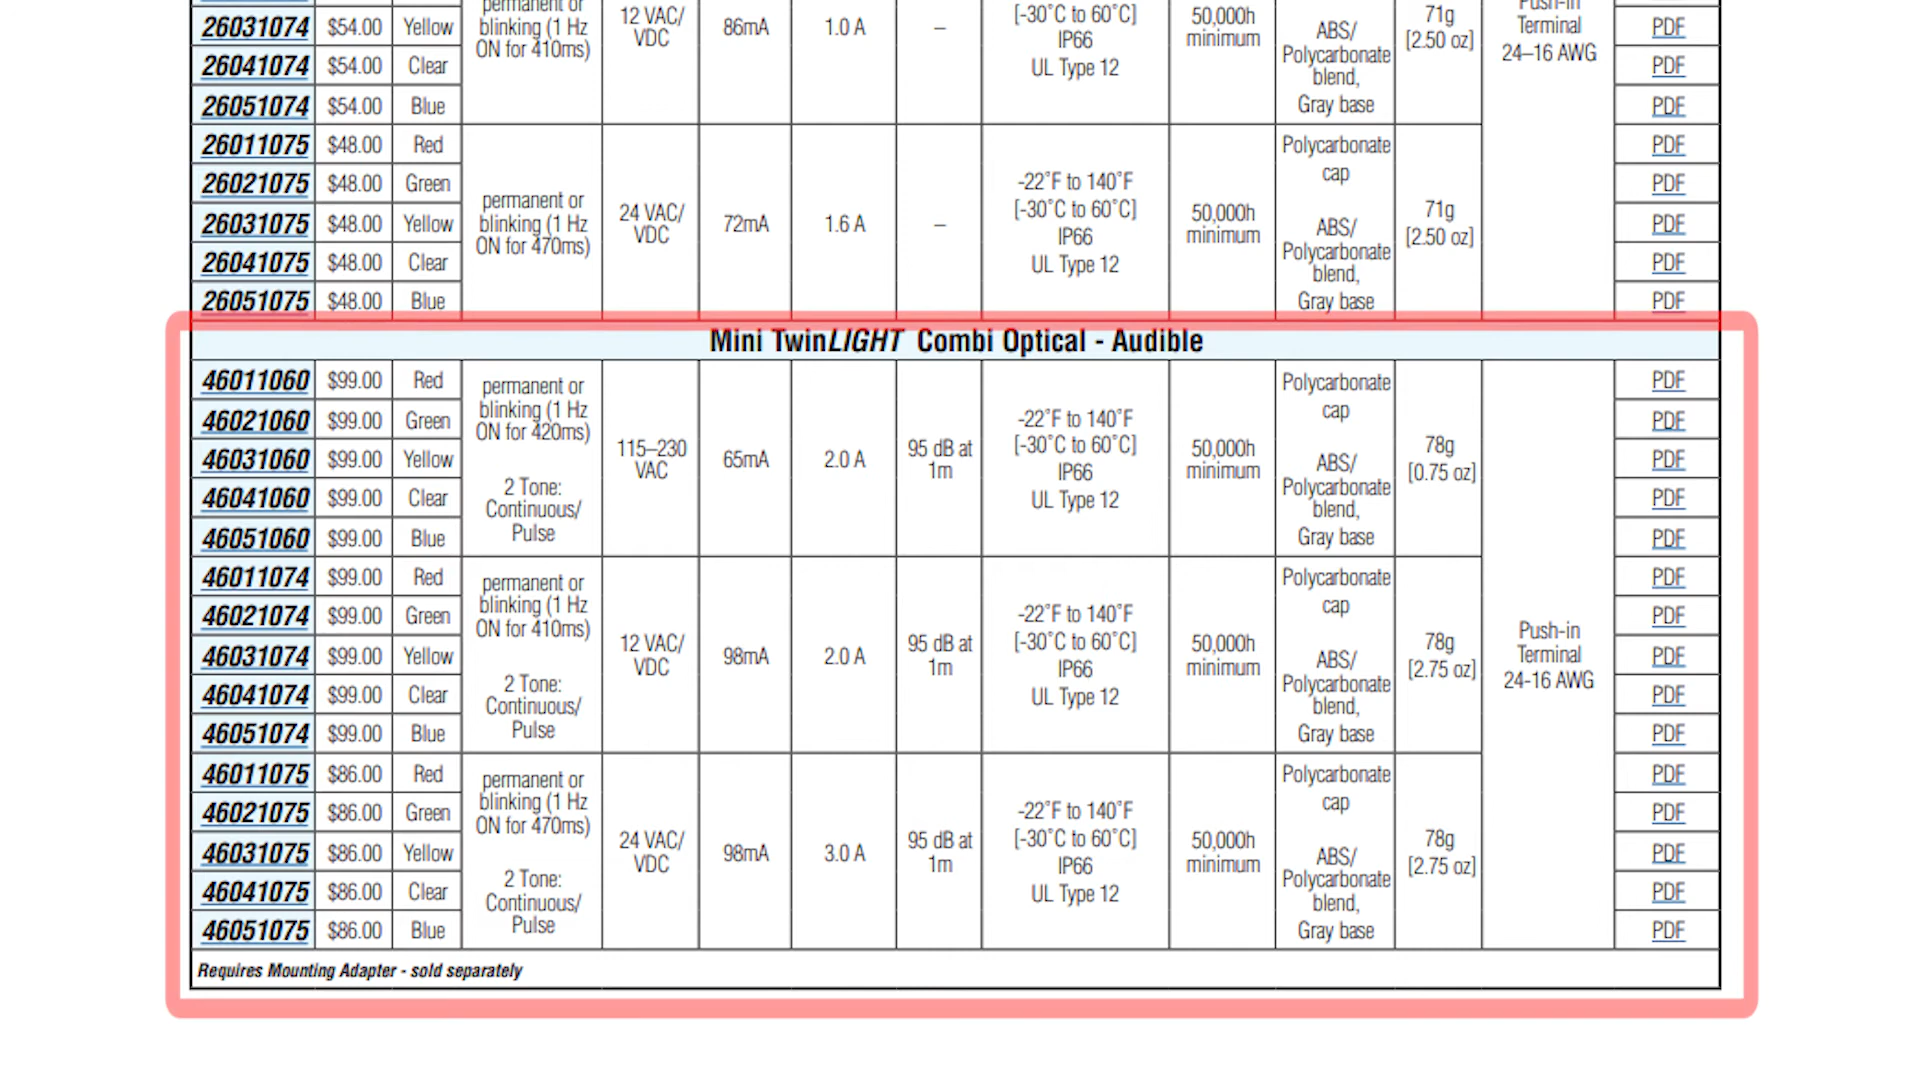 permanent or
blinking (1 Hz
ON for 410ms)
12 VAC/
VDC
86mA
1.0 A
–
[-30˚C to 60˚C]
IP66
UL Type 12
50,000h
minimum
ABS/
Polycarbonate
blend,
Gray base
71g
[2.50 oz]
Push-in
Terminal
24–16 AWG
26031074 $54.00 Yellow PDF
26041074 $54.00 Clear PDF
26051074 $54.00 Blue PDF
26011075 $48.00 Red PDF
26021075 $48.00 Green PDF
26031075 $48.00 Yellow PDF
26041075 $48.00 Clear PDF
26051075 $48.00 Blue PDF
permanent or
blinking (1 Hz
ON for 470ms)
24 VAC/
VDC
72mA
1.6 A
–
-22˚F to 140˚F
[-30˚C to 60˚C]
IP66
UL Type 12
50,000h
minimum
Polycarbonate
cap
ABS/
Polycarbonate
blend,
Gray base
71g
[2.50 oz]
Mini TwinLIGHT Combi Optical - Audible
46011060 $99.00 Red PDF
46021060 $99.00 Green PDF
46031060 $99.00 Yellow PDF
46041060 $99.00 Clear PDF
46051060 $99.00 Blue PDF
permanent or
blinking (1 Hz
ON for 420ms)
2 Tone:
Continuous/
Pulse
115–230
VAC
65mA
2.0 A
95 dB at
1m
-22˚F to 140˚F
[-30˚C to 60˚C]
IP66
UL Type 12
50,000h
minimum
Polycarbonate
cap
ABS/
Polycarbonate
blend,
Gray base
78g
[0.75 oz]
46011074 $99.00 Red PDF
46021074 $99.00 Green PDF
46031074 $99.00 Yellow PDF
46041074 $99.00 Clear PDF
46051074 $99.00 Blue PDF
permanent or
blinking (1 Hz
ON for 410ms)
2 Tone:
Continuous/
Pulse
12 VAC/
VDC
98mA
2.0 A
95 dB at
1m
-22˚F to 140˚F
[-30˚C to 60˚C]
IP66
UL Type 12
50,000h
minimum
Polycarbonate
cap
ABS/
Polycarbonate
blend,
Gray base
78g
[2.75 oz]
Push-in
Terminal
24-16 AWG
46011075 $86.00 Red PDF
46021075 $86.00 Green PDF
46031075 $86.00 Yellow PDF
46041075 $86.00 Clear PDF
46051075 $86.00 Blue PDF
permanent or
blinking (1 Hz
ON for 470ms)
2 Tone:
Continuous/
Pulse
24 VAC/
VDC
98mA
3.0 A
95 dB at
1m
-22˚F to 140˚F
[-30˚C to 60˚C]
IP66
UL Type 12
50,000h
minimum
Polycarbonate
cap
ABS/
Polycarbonate
blend,
Gray base
78g
[2.75 oz]
Requires Mounting Adapter - sold separately